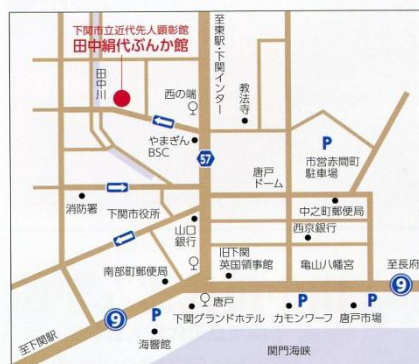 下関市立近代先人顕彰館
田中絹代ぶんか館
至東駅・下関インター
田中川
西の端
教法寺
やまぎん
BSC
57
P
市営赤間町
駐車場
唐戸
ドーム
消防署
下関市役所
中之町郵便局
山口
銀行
西京銀行
旧下関
英国領事館
亀山八幡宮
至長府
南部町郵便局
9
唐戸
9
至下関駅
P
P
P
海響館
下関グランドホテル
カモンワーフ
唐戸市場
関門海峡